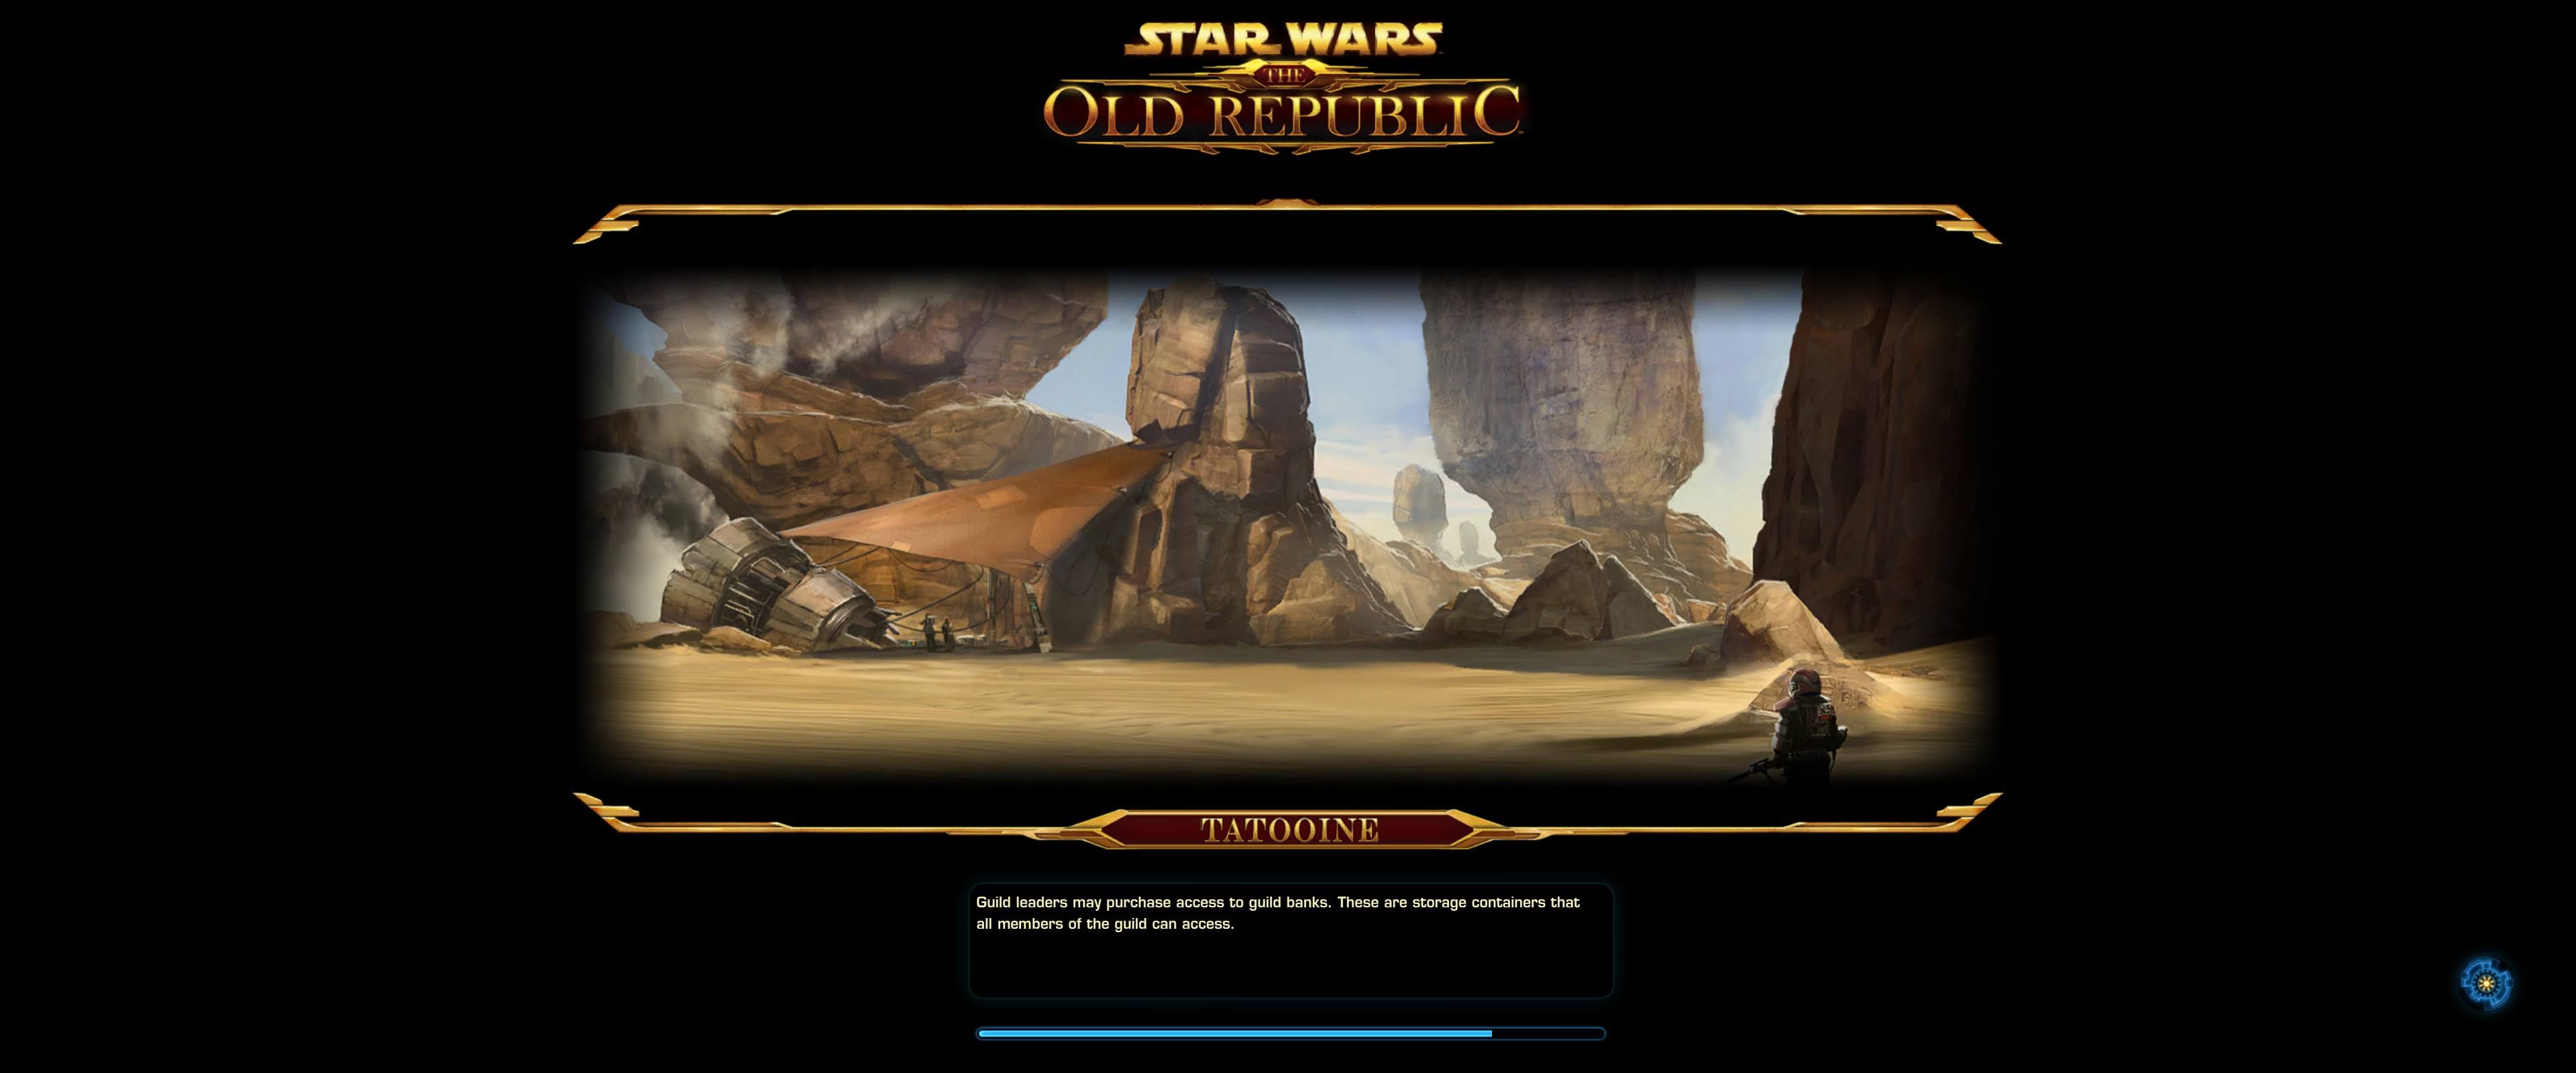 STAR WARS
THE
OLD REPUBLIC
TATOOINE
Guild leaders may purchase access to guild banks. These are storage containers that
all members of the guild can access.